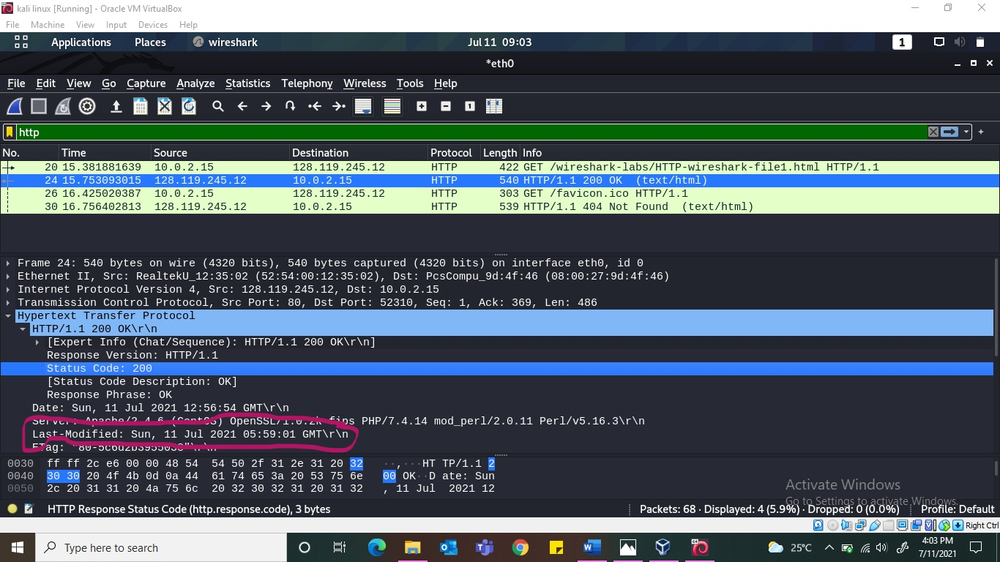 kali linux [Running] - Oracle VM VirtualBox
File Machine View Input Devices Help
Applications Places wireshark Jul 11 09:03 1
*eth0
File Edit View Go Capture Analyze Statistics Telephony Wireless Tools Help
http
No. Time Source Destination Protocol Length Info
20 15.381881639 10.0.2.15 128.119.245.12 HTTP 422 GET /wireshark-labs/HTTP-wireshark-file1.html HTTP/1.1
24 15.753093015 128.119.245.12 10.0.2.15 HTTP 540 HTTP/1.1 200 OK (text/html)
26 16.425020387 10.0.2.15 128.119.245.12 HTTP 303 GET /favicon.ico HTTP/1.1
30 16.756402813 128.119.245.12 10.0.2.15 HTTP 539 HTTP/1.1 404 Not Found (text/html)
Frame 24: 540 bytes on wire (4320 bits), 540 bytes captured (4320 bits) on interface eth0, id 0
Ethernet II, Src: RealtekU_12:35:02 (52:54:00:12:35:02), Dst: PcsCompu_9d:4f:46 (08:00:27:9d:4f:46)
Internet Protocol Version 4, Src: 128.119.245.12, Dst: 10.0.2.15
Transmission Control Protocol, Src Port: 80, Dst Port: 52310, Seq: 1, Ack: 369, Len: 486
Hypertext Transfer Protocol
HTTP/1.1 200 OK\r\n
[Expert Info (Chat/Sequence): HTTP/1.1 200 OK\r\n]
Response Version: HTTP/1.1
Status Code: 200
[Status Code Description: OK]
Response Phrase: OK
Date: Sun, 11 Jul 2021 12:56:54 GMT\r\n
Server: Apache/2.4.6 (CentOS) OpenSSL/1.0.2k-fips PHP/7.4.14 mod_perl/2.0.11 Perl/v5.16.3\r\n
Last-Modified: Sun, 11 Jul 2021 05:59:01 GMT\r\n
ETag:
0030 ff ff 2c e6 00 00 48 54 54 50 2f 31 2e 31 20 32 ··,···HT TP/1.1 2
0040 30 30 20 4f 4b 0d 0a 44 61 74 65 3a 20 53 75 6e 00 OK··D ate: Sun
0050 2c 20 31 31 20 4a 75 6c 20 32 30 32 31 20 31 32 , 11 Jul 2021 12
Activate Windows
Go to Settings to activate Windows.
HTTP Response Status Code (http.response.code), 3 bytes Packets: 68 · Displayed: 4 (5.9%) · Dropped: 0 (0.0%) Profile: Default
Right Ctrl
Type here to search 25°C 4:03 PM
7/11/2021